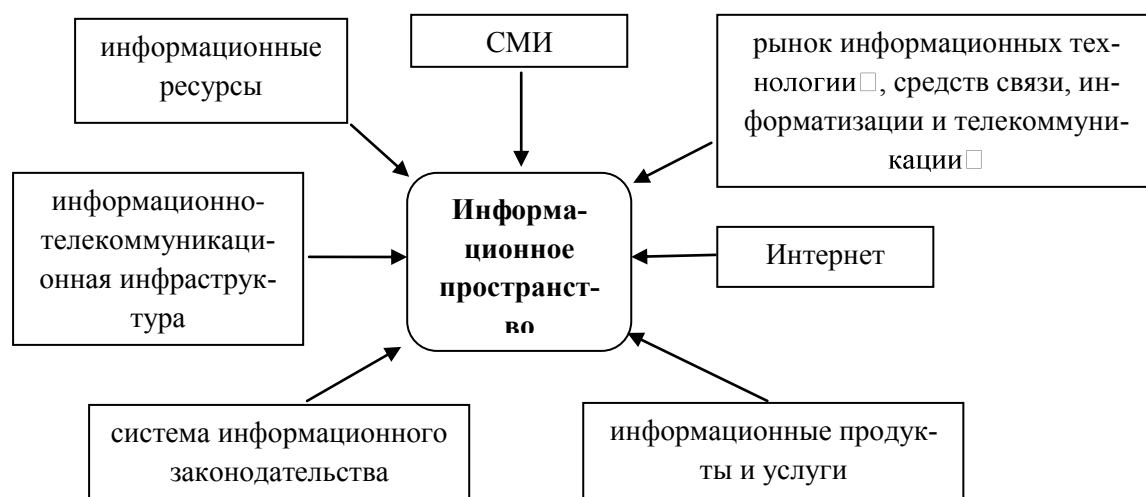 информационные
ресурсы
СМИ
рынок информационных тех-
нологии□, средств связи, ин-
форматизации и телекоммуни-
кации□
информационно-
телекоммуникаци-
онная инфраструк-
тура
Информа-
ционное
пространст-
во
Интернет
система информационного
законодательства
информационные продук-
ты и услуги